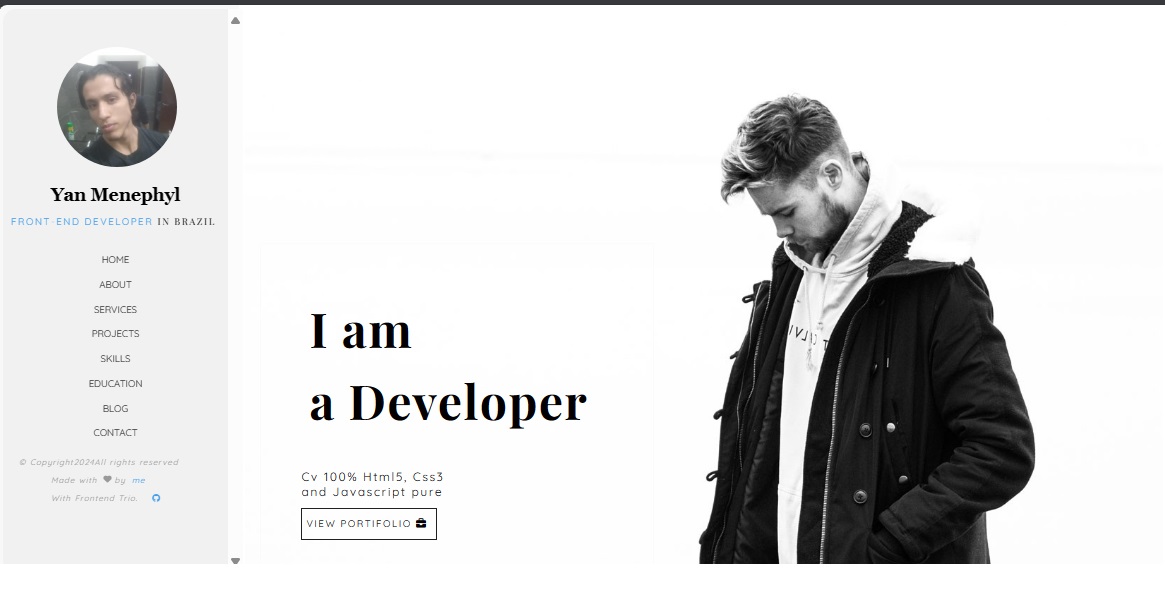 Yan Menephyl
FRONT-END DEVELOPER IN BRAZIL
HOME
ABOUT
SERVICES
PROJECTS
SKILLS
EDUCATION
BLOG
CONTACT
© Copyright2024All rights reserved
Made with ♥ by me
With Frontend Trio.
I am
a Developer
Cv 100% Html5, Css3
and Javascript pure
VIEW PORTIFOLIO